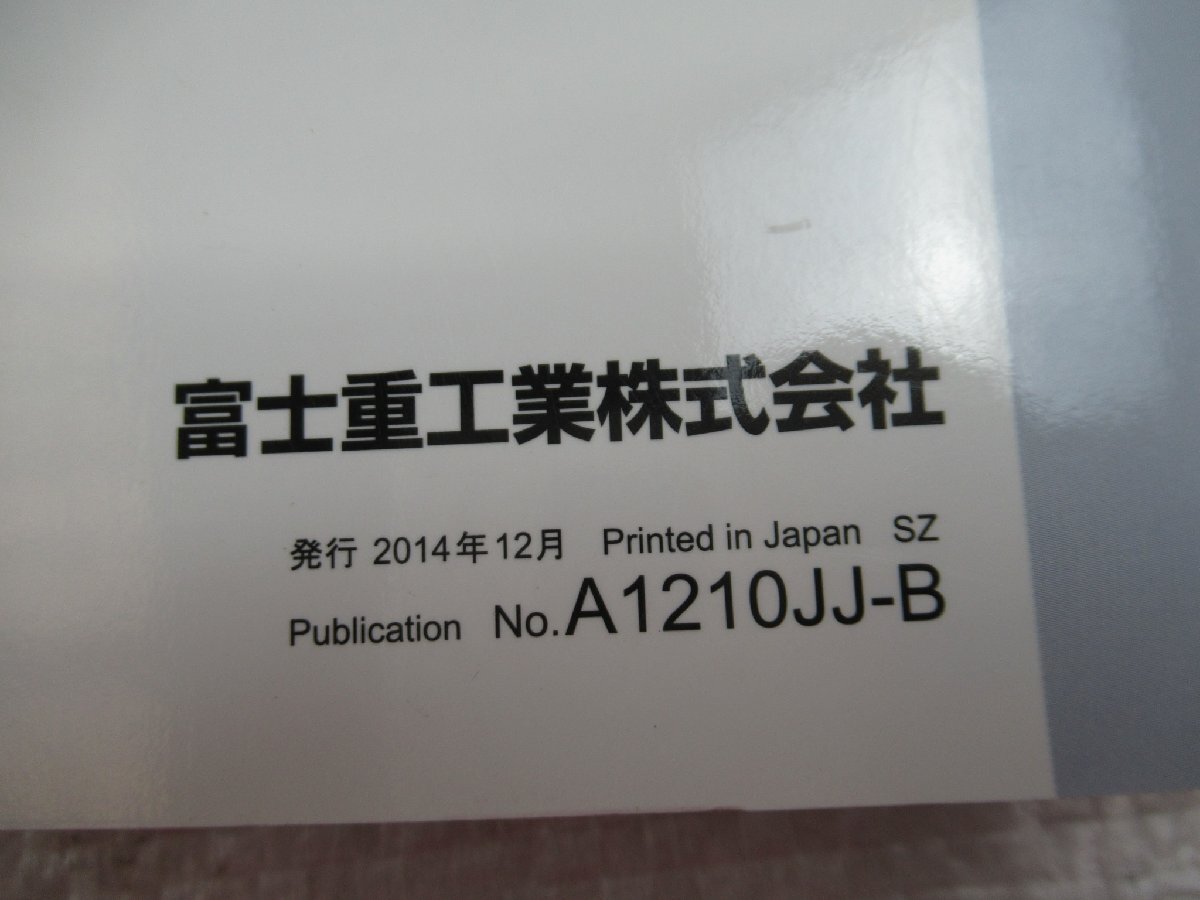 富士重工業株式会社
発行 2014年12月 Printed in Japan SZ
Publication No.A1210JJ-B